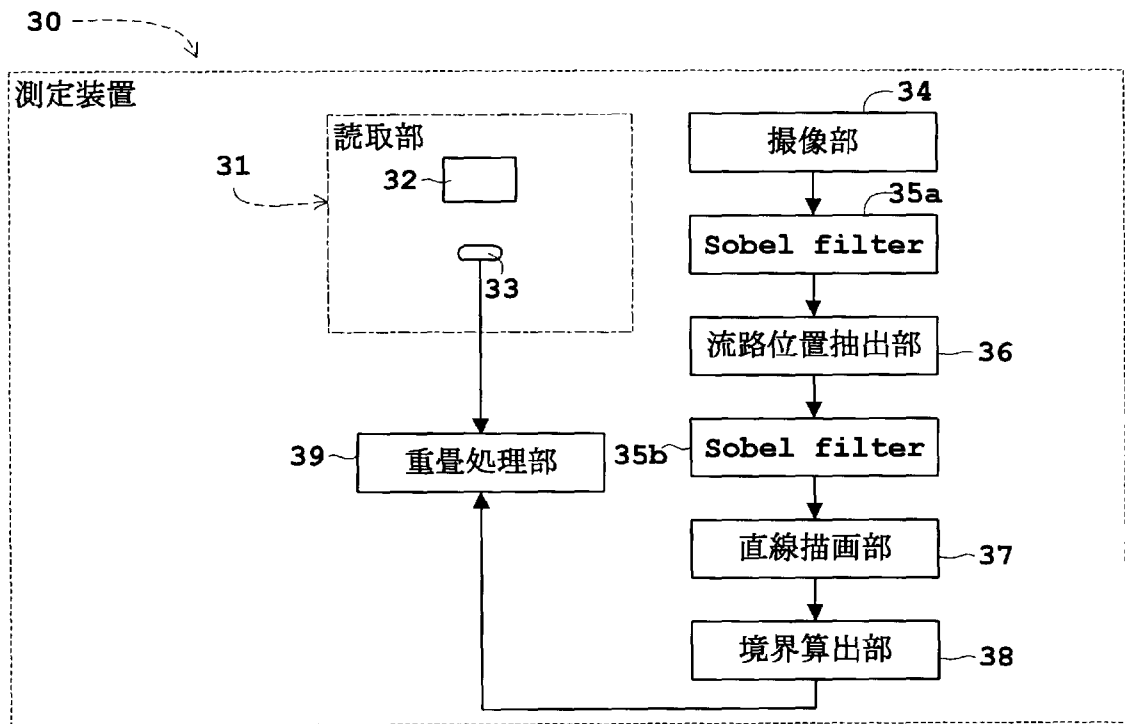 30
測定装置
読取部
31
32
33
39
重畳処理部
34
撮像部
35a
Sobel filter
流路位置抽出部
36
35b
Sobel filter
直線描画部
37
境界算出部
38